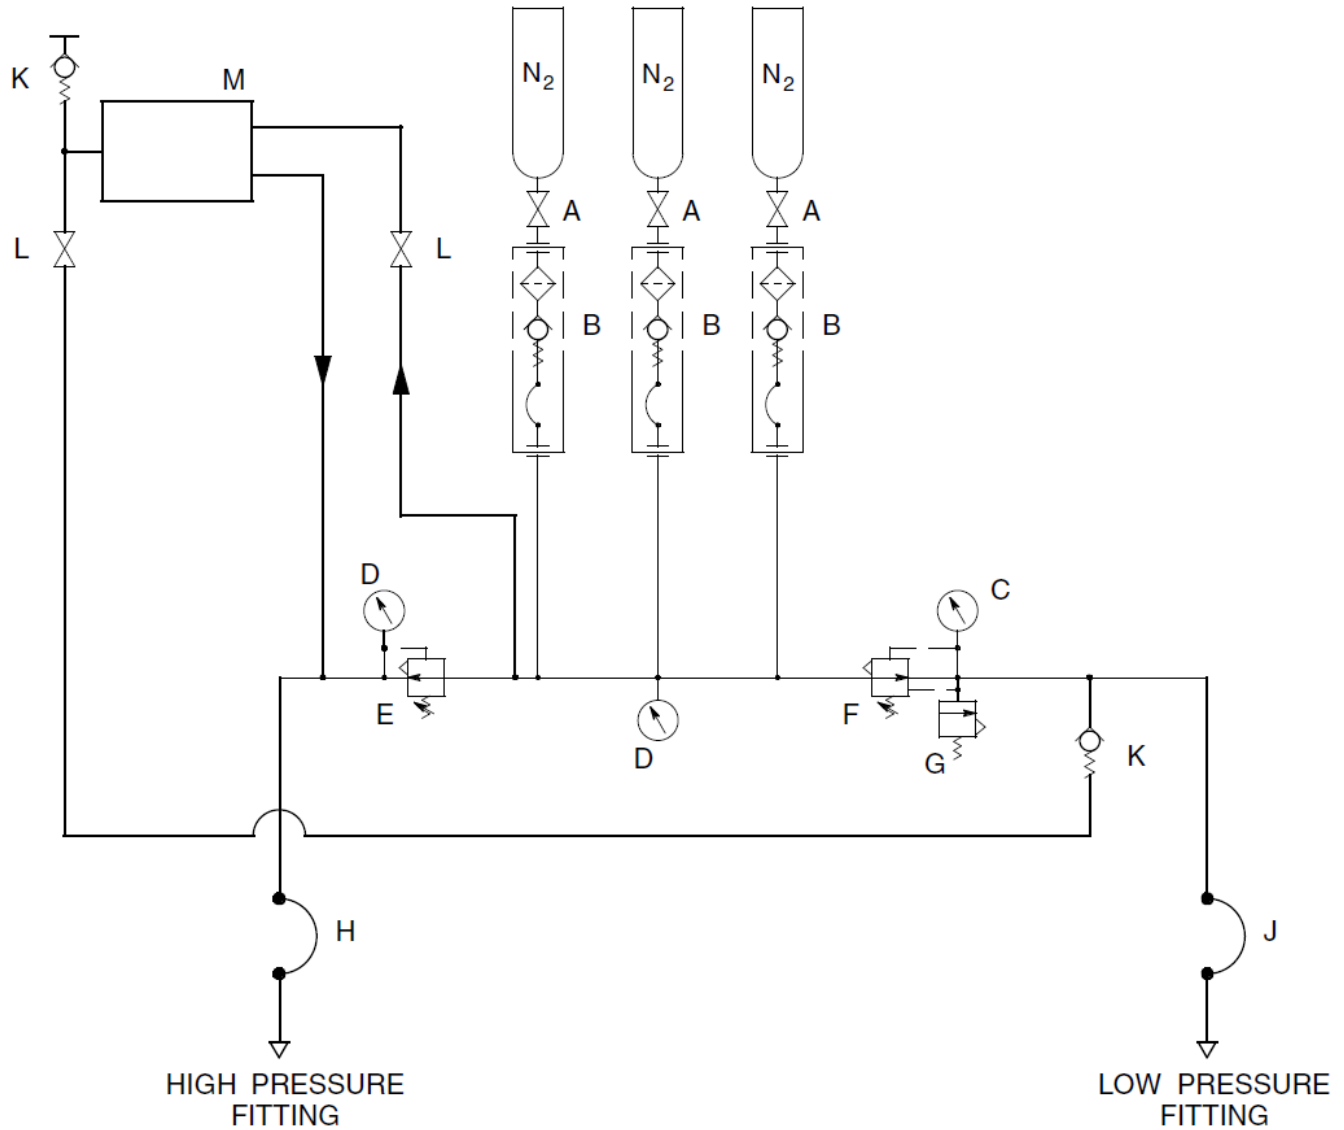 N2 N2 N2
K M
A A A
L L
B B B
D C
E F
D G K
H J
HIGH PRESSURE
FITTING
LOW PRESSURE
FITTING